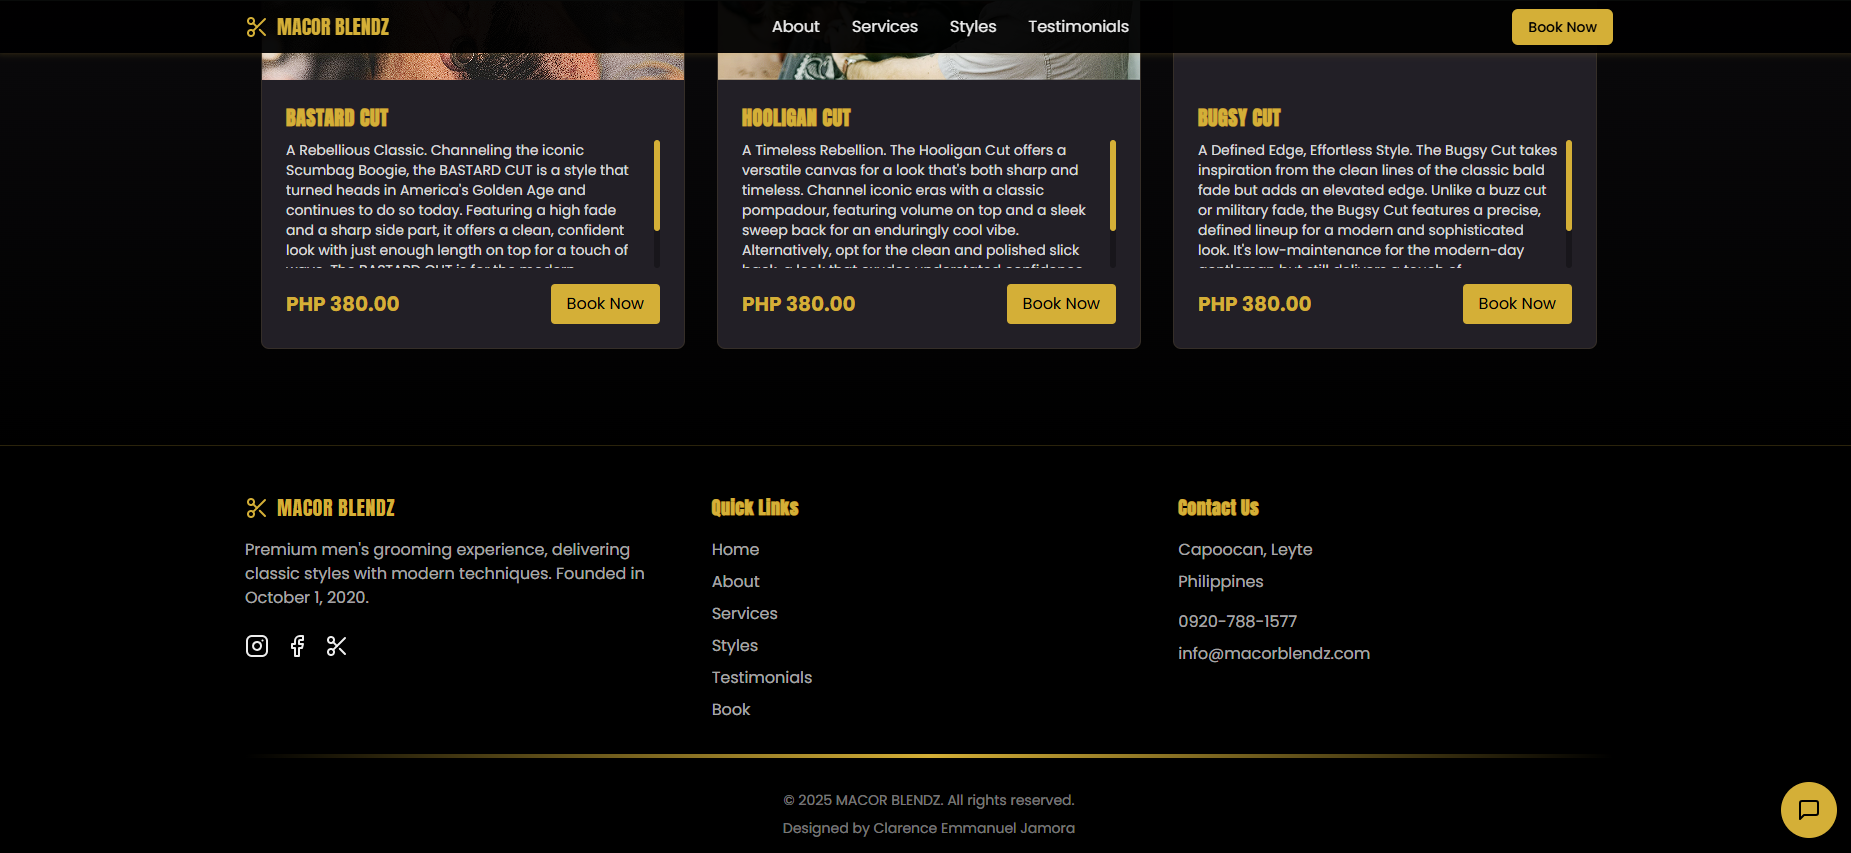 MACOR BLENDZ
About Services Styles Testimonials
Book Now
BASTARD CUT
A Rebellious Classic. Channeling the iconic
Scumbag Boogie, the BASTARD CUT is a style that
turned heads in America's Golden Age and
continues to do so today. Featuring a high fade
and a sharp side part, it offers a clean, confident
look with just enough length on top for a touch of
PHP 380.00
Book Now
HOOLIGAN CUT
A Timeless Rebellion. The Hooligan Cut offers a
versatile canvas for a look that's both sharp and
timeless. Channel iconic eras with a classic
pompadour, featuring volume on top and a sleek
sweep back for an enduringly cool vibe.
Alternatively, opt for the clean and polished slick
PHP 380.00
Book Now
BUGSY CUT
A Defined Edge, Effortless Style. The Bugsy Cut takes
inspiration from the clean lines of the classic bald
fade but adds an elevated edge. Unlike a buzz cut
or military fade, the Bugsy Cut features a precise,
defined lineup for a modern and sophisticated
look. It's low-maintenance for the modern-day
PHP 380.00
Book Now
MACOR BLENDZ
Premium men's grooming experience, delivering
classic styles with modern techniques. Founded in
October 1, 2020.
Quick Links
Home
About
Services
Styles
Testimonials
Book
Contact Us
Capoocan, Leyte
Philippines
0920-788-1577
info@macorblendz.com
© 2025 MACOR BLENDZ. All rights reserved.
Designed by Clarence Emmanuel Jamora